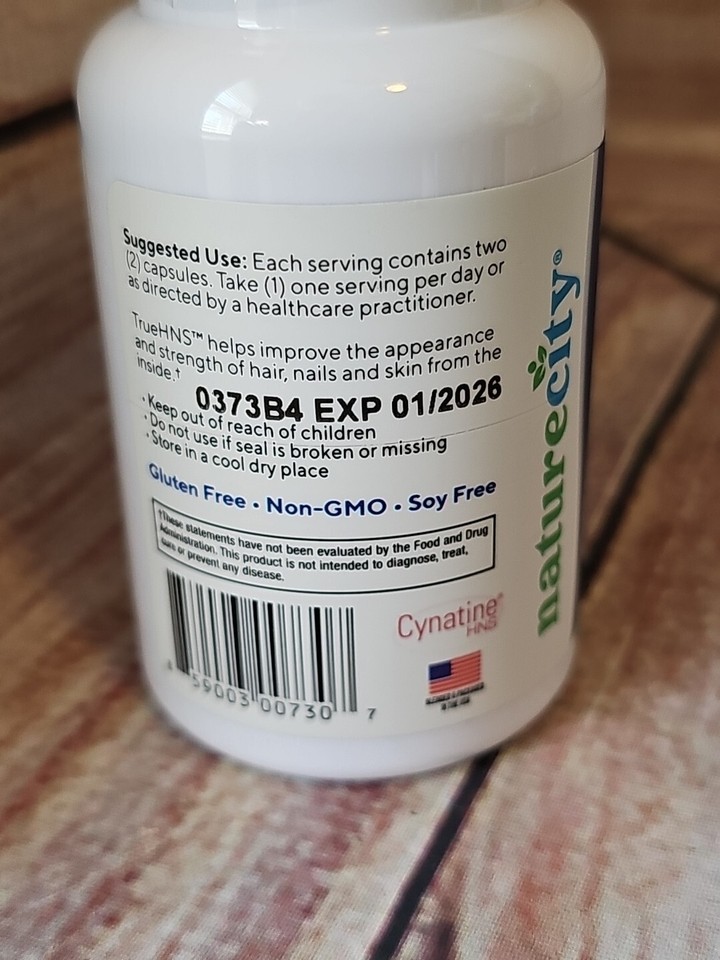 Suggested Use: Each serving contains two
(2) capsules. Take (1) one serving per day or
as directed by a healthcare practitioner.
TrueHNS™ helps improve the appearance
and strength of hair, nails and skin from the
inside.†
0373B4 EXP 01/2026
• Keep out of reach of children
• Do not use if seal is broken or missing
• Store in a cool dry place
Gluten Free • Non-GMO • Soy Free
†These statements have not been evaluated by the Food and Drug
Administration. This product is not intended to diagnose, treat,
cure or prevent any disease.
59003 00730 7
Cynatine®
HNS
IN THE USA
naturecity®